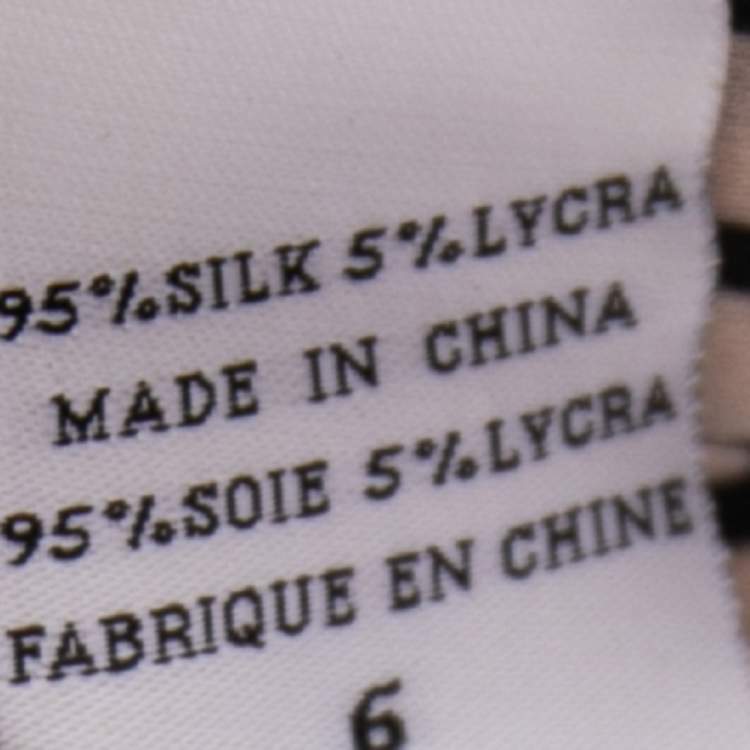 95%SILK 5%LYCRA
MADE IN CHINA
95%SOIE 5%LYCRA
FABRIQUE EN CHINE
6